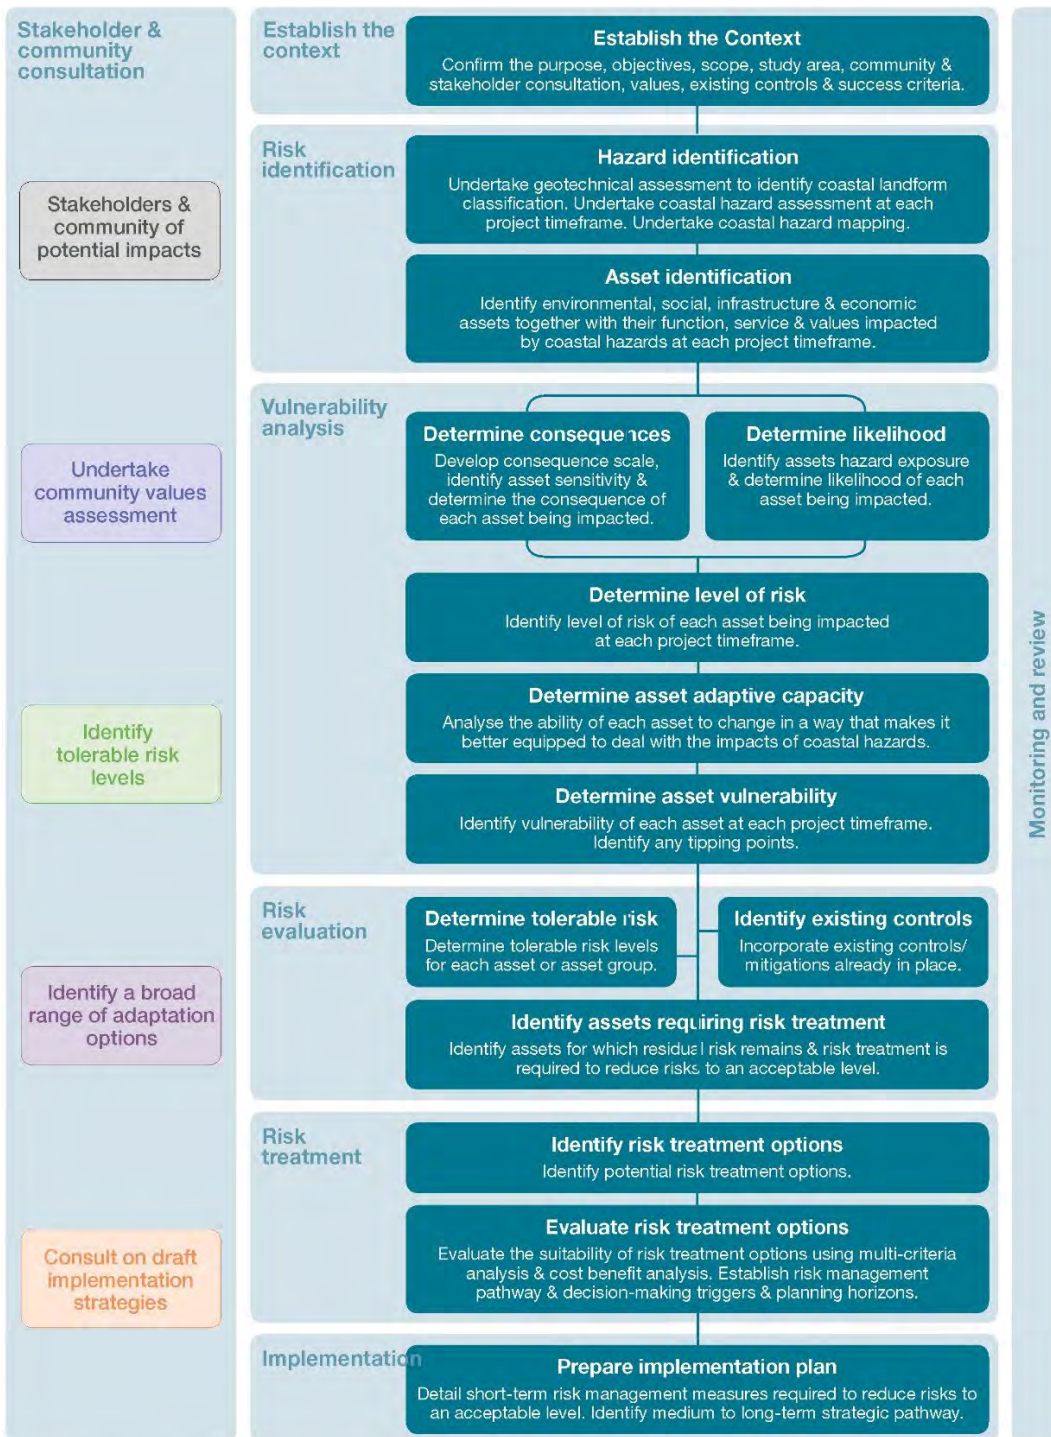 Stakeholder &
community
consultation
Stakeholders &
community of
potential impacts
Undertake
community values
assessment
Identify
tolerable risk
levels
Identify a broad
range of adaptation
options
Consult on draft
implementation
strategies
Establish the
context
Establish the Context
Confirm the purpose, objectives, scope, study area, community &
stakeholder consultation, values, existing controls & success criteria.
Risk
identification
Hazard identification
Undertake geotechnical assessment to identify coastal landform
classification. Undertake coastal hazard assessment at each
project timeframe. Undertake coastal hazard mapping.
Asset identification
Identify environmental, social, infrastructure & economic
assets together with their function, service & values impacted
by coastal hazards at each project timeframe.
Vulnerability
analysis
Determine consequences
Develop consequence scale,
identify asset sensitivity &
determine the consequence of
each asset being impacted.
Determine likelihood
Identify assets hazard exposure
& determine likelihood of each
asset being impacted.
Determine level of risk
Identify level of risk of each asset being impacted
at each project timeframe.
Determine asset adaptive capacity
Analyse the ability of each asset to change in a way that makes it
better equipped to deal with the impacts of coastal hazards.
Determine asset vulnerability
Identify vulnerability of each asset at each project timeframe.
Identify any tipping points.
Risk
evaluation
Determine tolerable risk
Determine tolerable risk levels
for each asset or asset group.
Identify existing controls
Incorporate existing controls/
mitigations already in place.
Identify assets requiring risk treatment
Identify assets for which residual risk remains & risk treatment is
required to reduce risks to an acceptable level.
Risk
treatment
Identify risk treatment options
Identify potential risk treatment options.
Evaluate risk treatment options
Evaluate the suitability of risk treatment options using multi-criteria
analysis & cost benefit analysis. Establish risk management
pathway & decision-making triggers & planning horizons.
Implementation
Prepare implementation plan
Detail short-term risk management measures required to reduce risks to
an acceptable level. Identify medium to long-term strategic pathway.
Monitoring and review